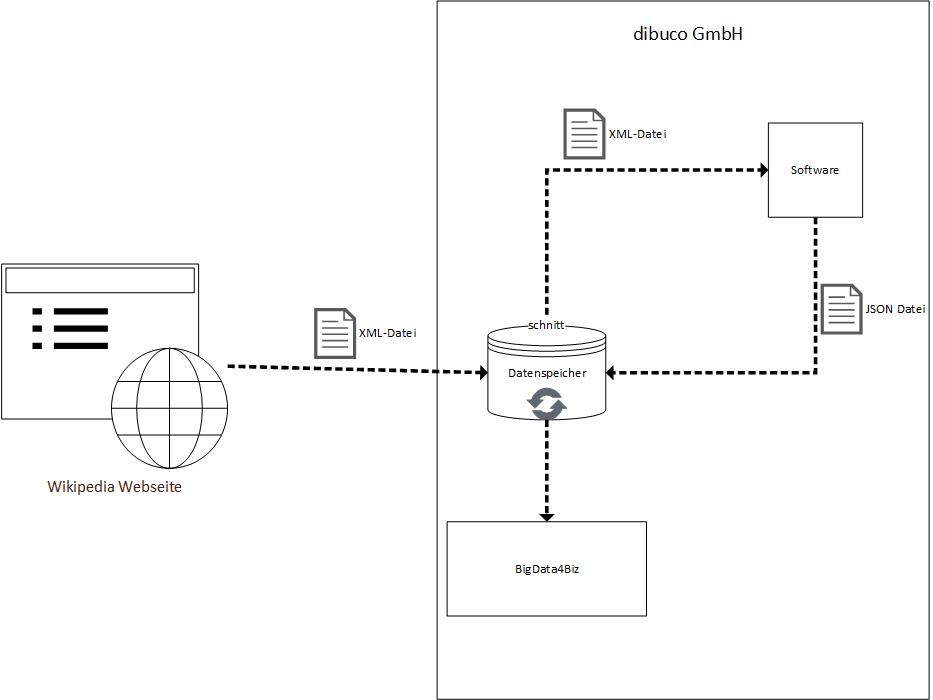 dibuco GmbH
XML-Datei
Software
JSON Datei
XML-Datei
schnitt
Datenspeicher
Wikipedia Webseite
BigData4Biz